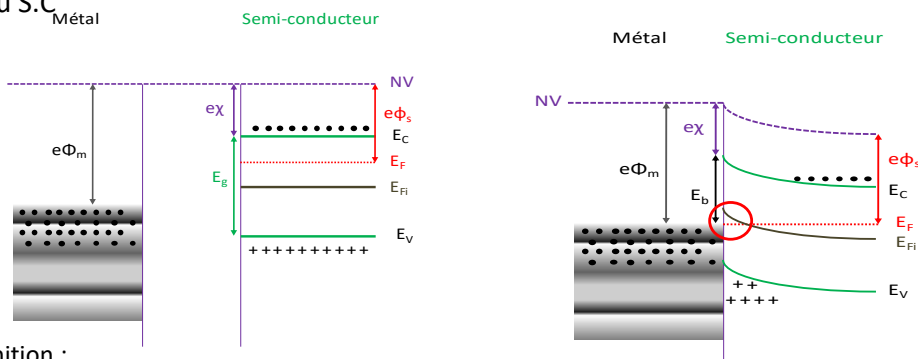 u S.C
Métal Semi-conducteur
NV
eχ
eϕs
EC
eΦm
EF
Eg
EFi
EV
++++++++++
Métal Semi-conducteur
NV
eχ
eϕs
eΦm
Eb
EC
EF
EFi
++
++++
EV
nition :